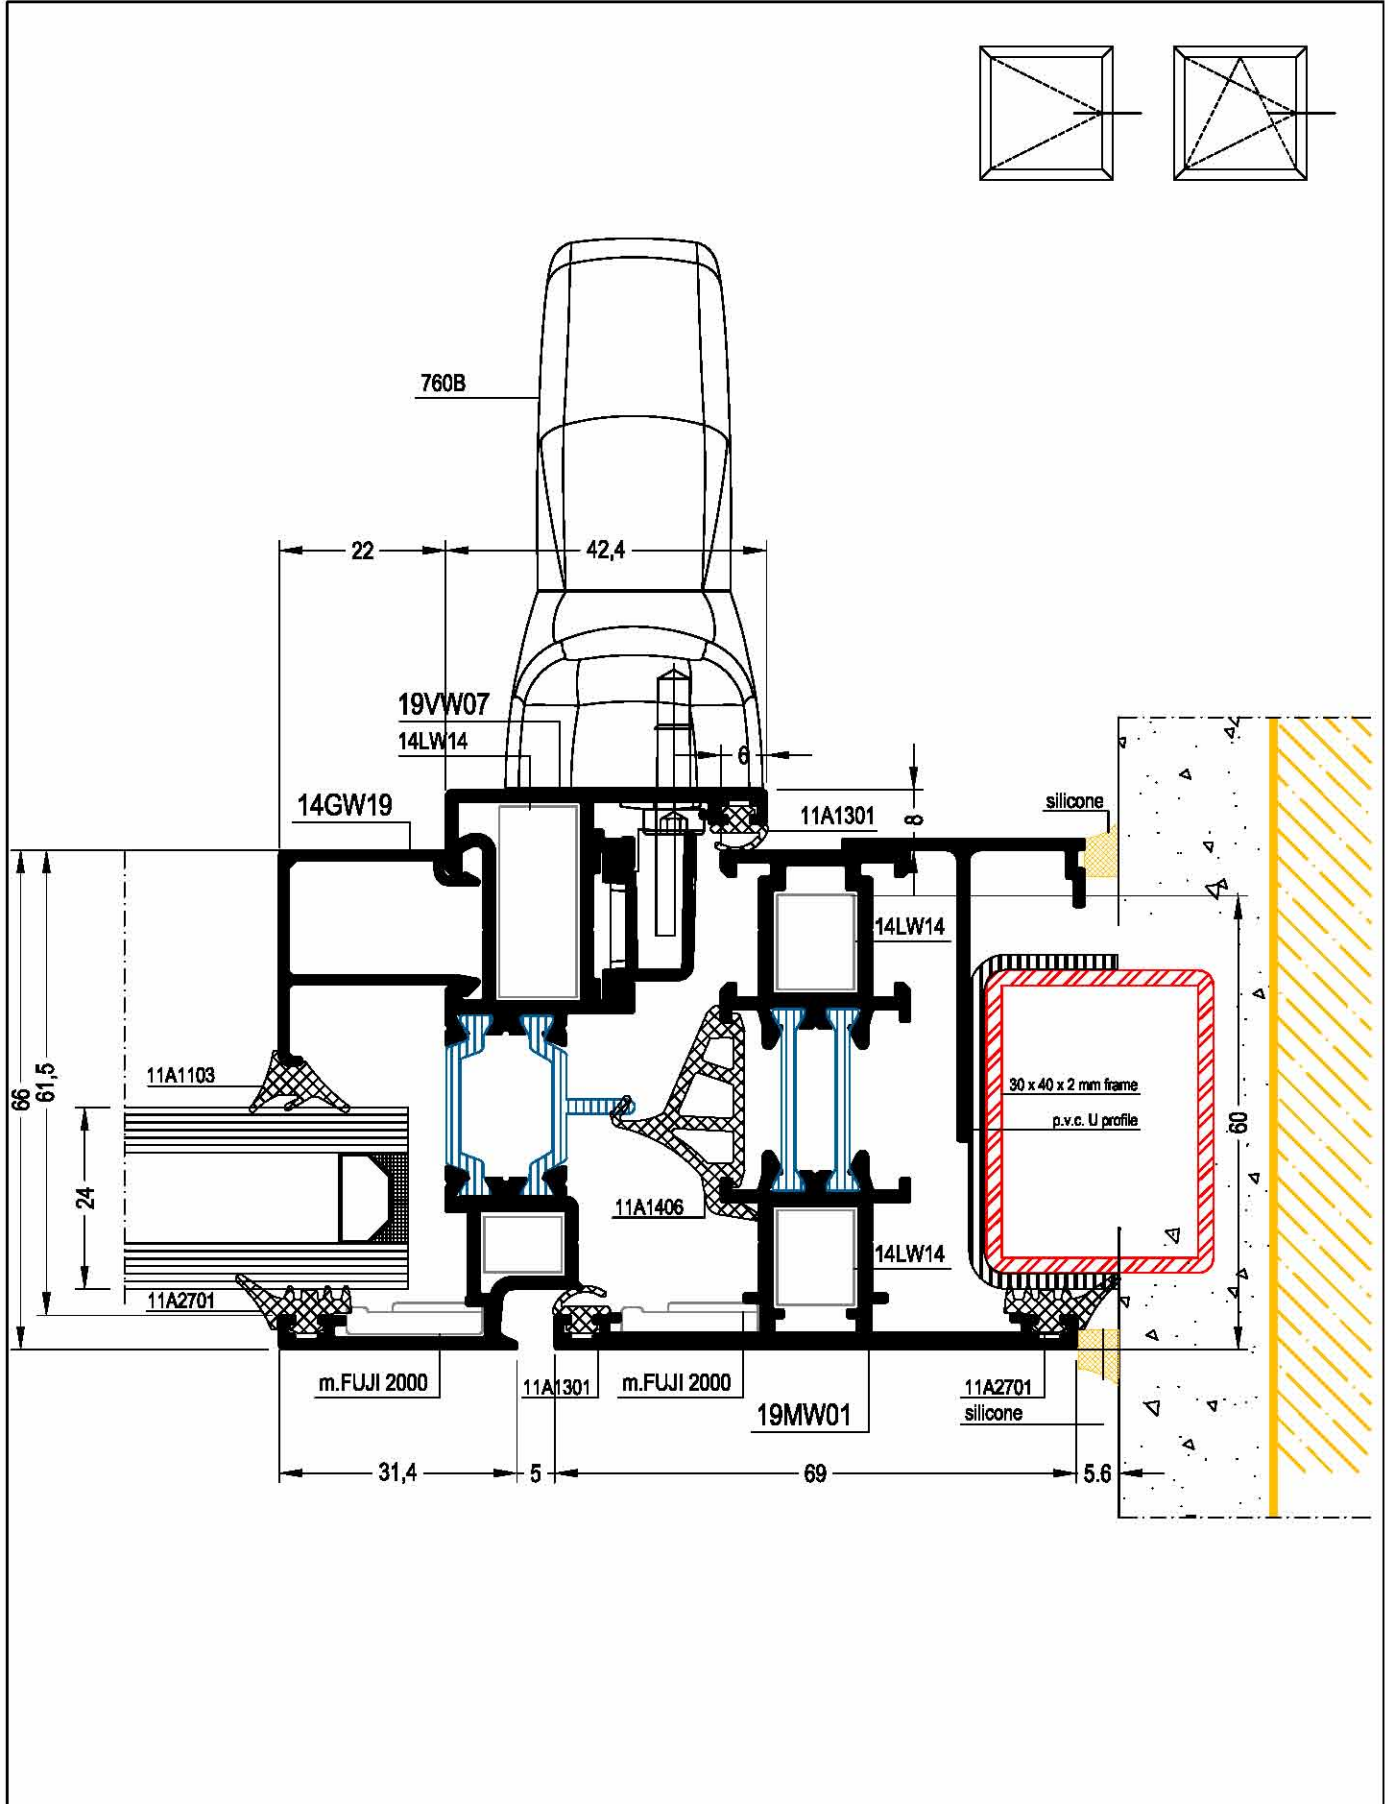 760B
22
42,4
19VW07
14LW14
6
14GW19
11A1301
8
silicone
14LW14
11A1103
66
61,5
30 x 40 x 2 mm frame
p.v.c. U profile
60
24
11A1406
14LW14
11A2701
m.FUJI 2000
11A1301
m.FUJI 2000
11A2701
19MW01
silicone
31,4
5
69
5.6